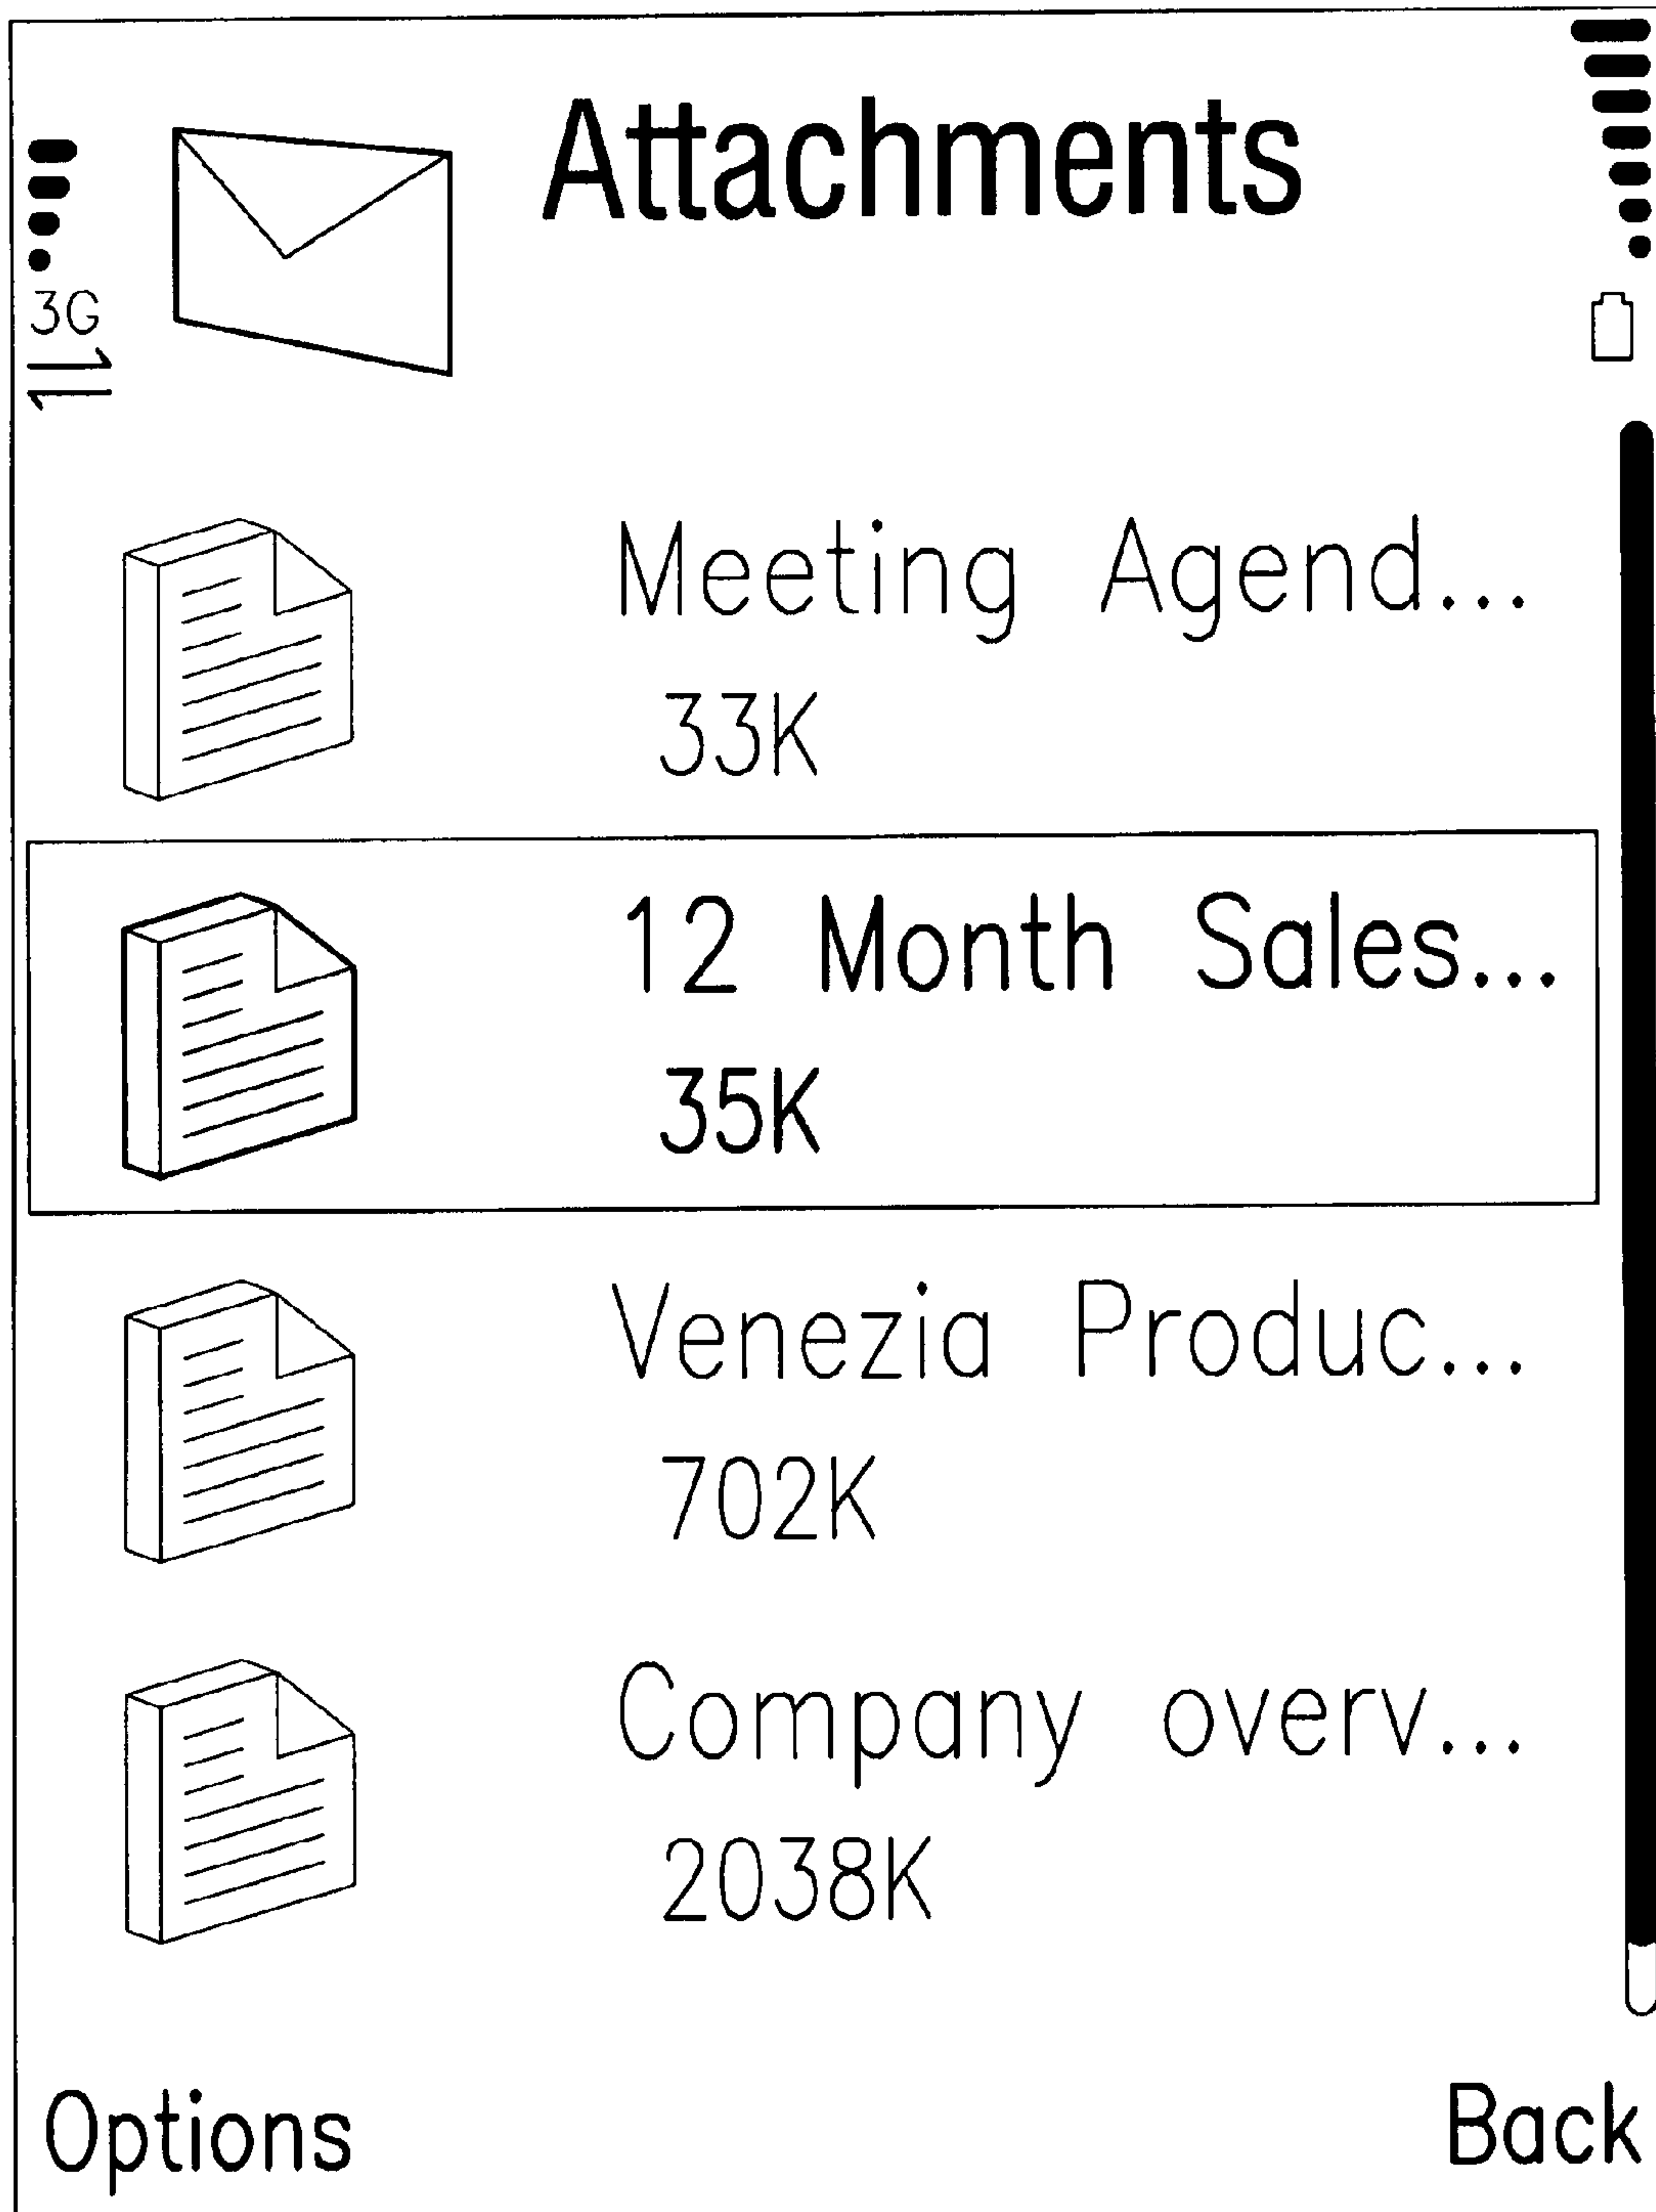 Attachments
3G
Meeting Agend...
33K
12 Month Sales...
35K
Venezia Produc...
702K
Company overv...
2038K
Options
Back